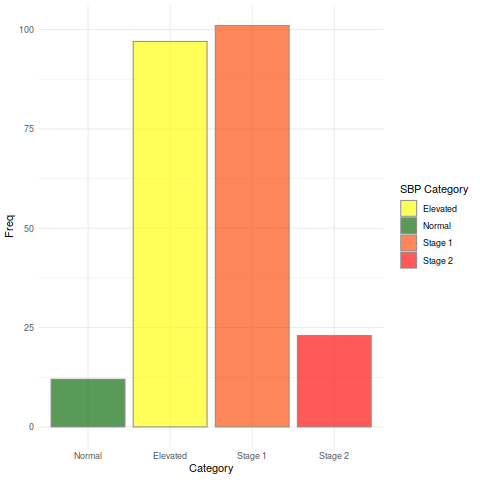 100
75
50
25
0
Freq
Normal Elevated Stage 1 Stage 2
Category
SBP Category
Elevated
Normal
Stage 1
Stage 2